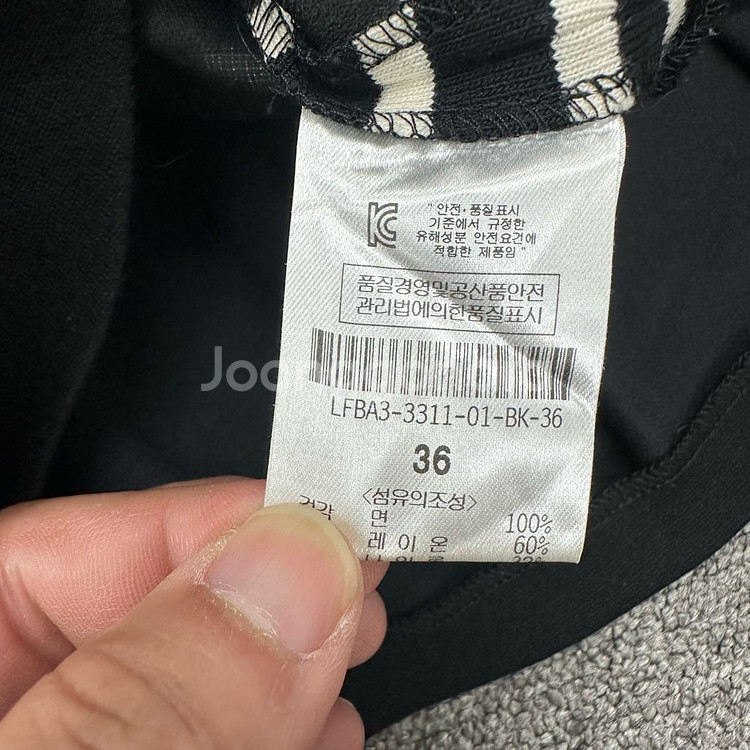 " 안전·품질표시
기준에서 규정한
유해성분 안전요건에
적합한 제품임 "
품질경영및공산품안전
관리법에의한품질표시
LFBA3-3311-01-BK-36
36
<섬유의조성>
겉감 면 100%
레이온 60%